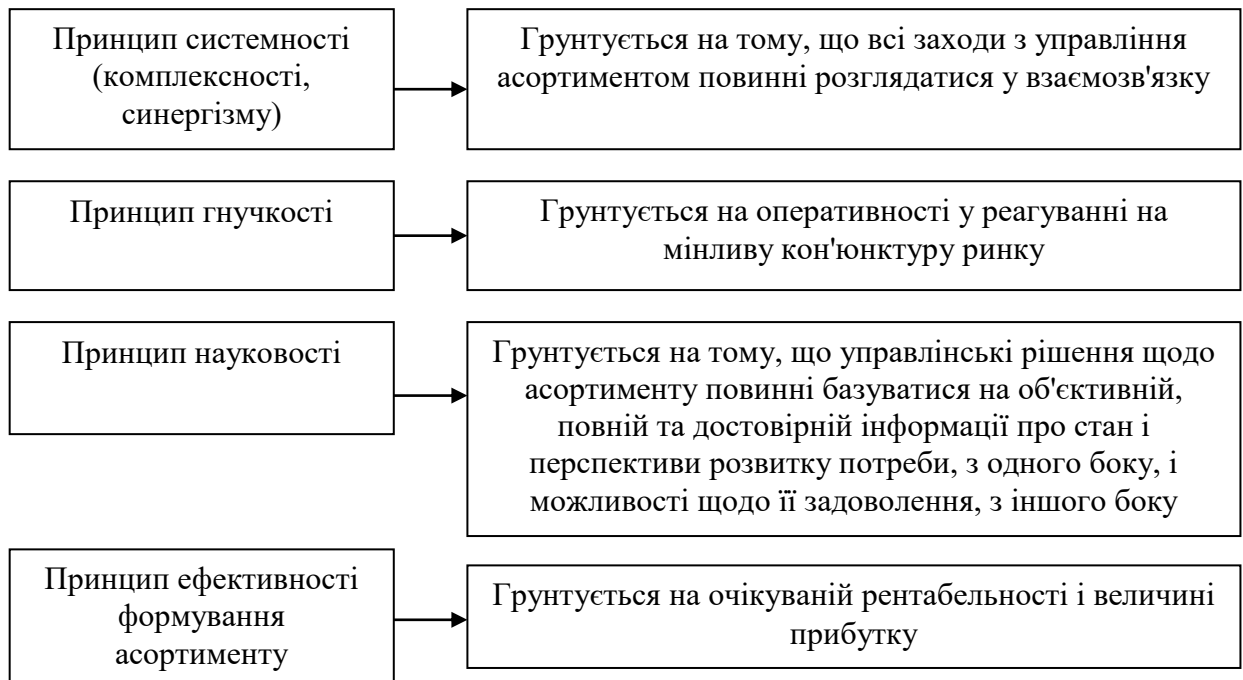 Принцип системності
(комплексності,
синергізму)
Грунтується на тому, що всі заходи з управління
асортиментом повинні розглядатися у взаємозв'язку
Принцип гнучкості
Грунтується на оперативності у реагуванні на
мінливу кон'юнктуру ринку
Принцип науковості
Грунтується на тому, що управлінські рішення щодо
асортименту повинні базуватися на об'єктивній,
повній та достовірній інформації про стан і
перспективи розвитку потреби, з одного боку, і
можливості щодо її задоволення, з іншого боку
Принцип ефективності
формування
асортименту
Грунтується на очікуваній рентабельності і величині
прибутку